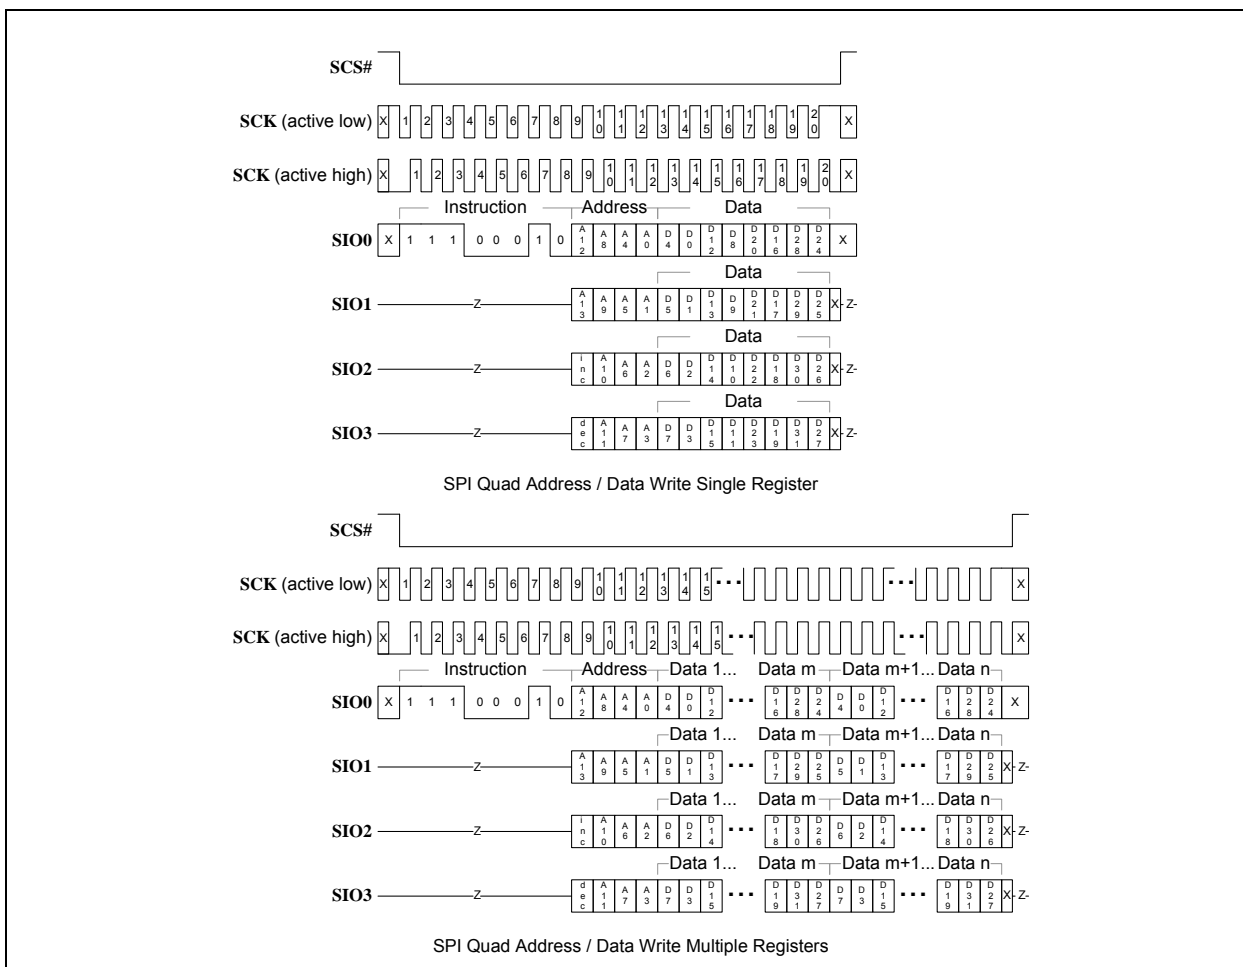 SCS#
SCK (active low) X 1 2 3 4 5 6 7 8 9 10 11 12 13 14 15 16 17 18 19 20 X
SCK (active high) X 1 2 3 4 5 6 7 8 9 10 11 12 13 14 15 16 17 18 19 20 X
Instruction Address Data
SIO0 X 1 1 1 0 0 0 1 0 A12 A8 A4 A0 D4 D0 D12 D8 D20 D16 D28 D24 X
Data
SIO1 Z A13 A9 A5 A1 D5 D1 D13 D9 D21 D17 D29 D25 X Z
Data
SIO2 Z inc A10 A6 A2 D6 D2 D14 D10 D22 D18 D30 D26 X Z
Data
SIO3 Z dec A11 A7 A3 D7 D3 D15 D11 D23 D19 D31 D27 X Z
SPI Quad Address / Data Write Single Register
SCS#
SCK (active low) X 1 2 3 4 5 6 7 8 9 10 11 12 13 14 15 ... ... X
SCK (active high) X 1 2 3 4 5 6 7 8 9 10 11 12 13 14 15 ... ... X
Instruction Address Data 1... Data m Data m+1... Data n
SIO0 X 1 1 1 0 0 0 1 0 A12 A8 A4 A0 D4 D0 D12 ... D16 D28 D24 D4 D0 D12 ... D16 D28 D24 X
Data 1... Data m Data m+1... Data n
SIO1 Z A13 A9 A5 A1 D5 D1 D13 ... D17 D29 D25 D5 D1 D13 ... D17 D29 D25 X Z
Data 1... Data m Data m+1... Data n
SIO2 Z inc A10 A6 A2 D6 D2 D14 ... D18 D30 D26 D6 D2 D14 ... D18 D30 D26 X Z
Data 1... Data m Data m+1... Data n
SIO3 Z dec A11 A7 A3 D7 D3 D15 ... D19 D31 D27 D7 D3 D15 ... D19 D31 D27 X Z
SPI Quad Address / Data Write Multiple Registers